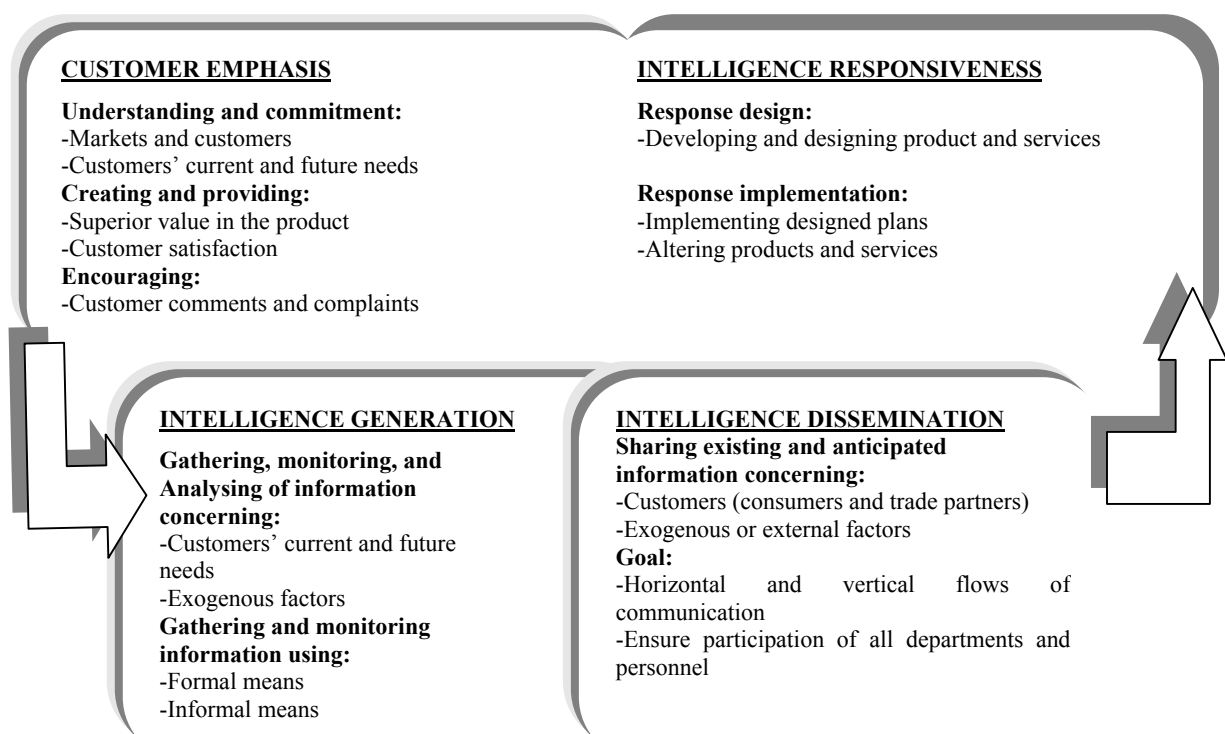 CUSTOMER EMPHASIS
Understanding and commitment:
-Markets and customers
-Customers’ current and future needs
Creating and providing:
-Superior value in the product
-Customer satisfaction
Encouraging:
-Customer comments and complaints
INTELLIGENCE RESPONSIVENESS
Response design:
-Developing and designing product and services
Response implementation:
-Implementing designed plans
-Altering products and services
INTELLIGENCE GENERATION
Gathering, monitoring, and
Analysing of information
concerning:
-Customers’ current and future
needs
-Exogenous factors
Gathering and monitoring
information using:
-Formal means
-Informal means
INTELLIGENCE DISSEMINATION
Sharing existing and anticipated
information concerning:
-Customers (consumers and trade partners)
-Exogenous or external factors
Goal:
-Horizontal and vertical flows of
communication
-Ensure participation of all departments and
personnel